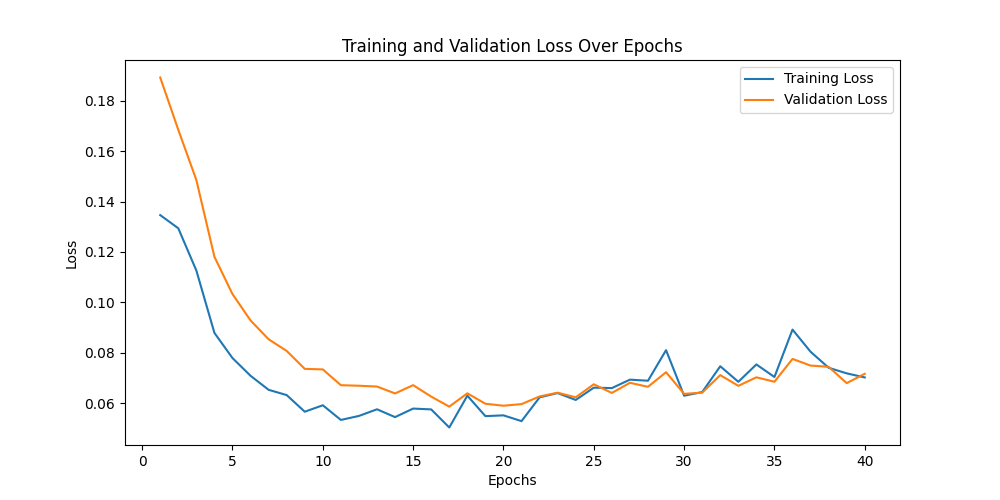 Training and Validation Loss Over Epochs
Training Loss
Validation Loss
0.18
0.16
0.14
0.12
0.10
0.08
0.06
Loss
0 5 10 15 20 25 30 35 40
Epochs